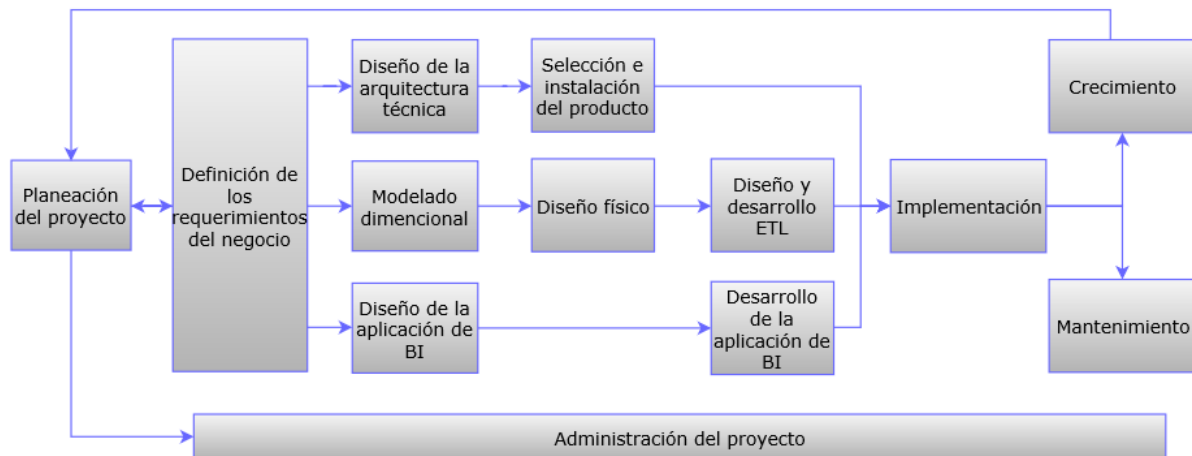 Planeación
del proyecto
Definición de
los
requerimientos
del negocio
Diseño de la
arquitectura
técnica
Selección e
instalación
del producto
Modelado
dimencional
Diseño físico
Diseño y
desarrollo
ETL
Diseño de la
aplicación de
BI
Desarrollo
de la
aplicación de
BI
Implementación
Crecimiento
Mantenimiento
Administración del proyecto